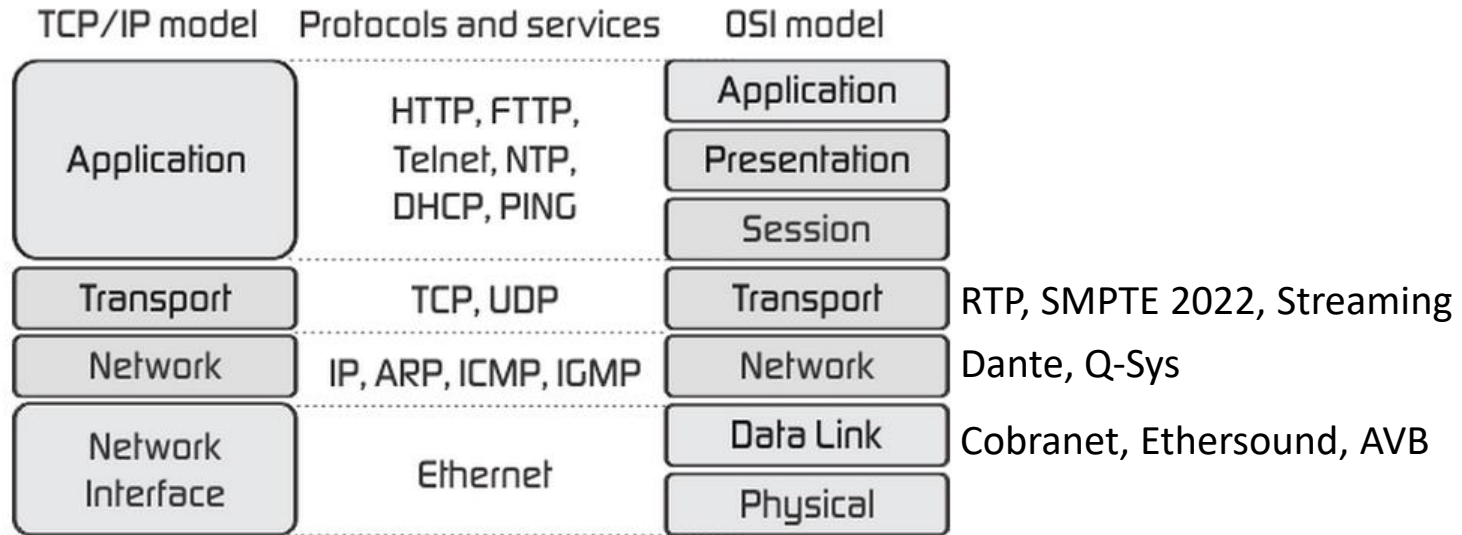 TCP/IP model Protocols and services OSI model
Application
HTTP, FTTP,
Telnet, NTP,
DHCP, PING
Application
Presentation
Session
Transport TCP, UDP Transport RTP, SMPTE 2022, Streaming
Network IP, ARP, ICMP, IGMP Network Dante, Q-Sys
Network
Interface
Ethernet
Data Link Cobranet, Ethersound, AVB
Physical